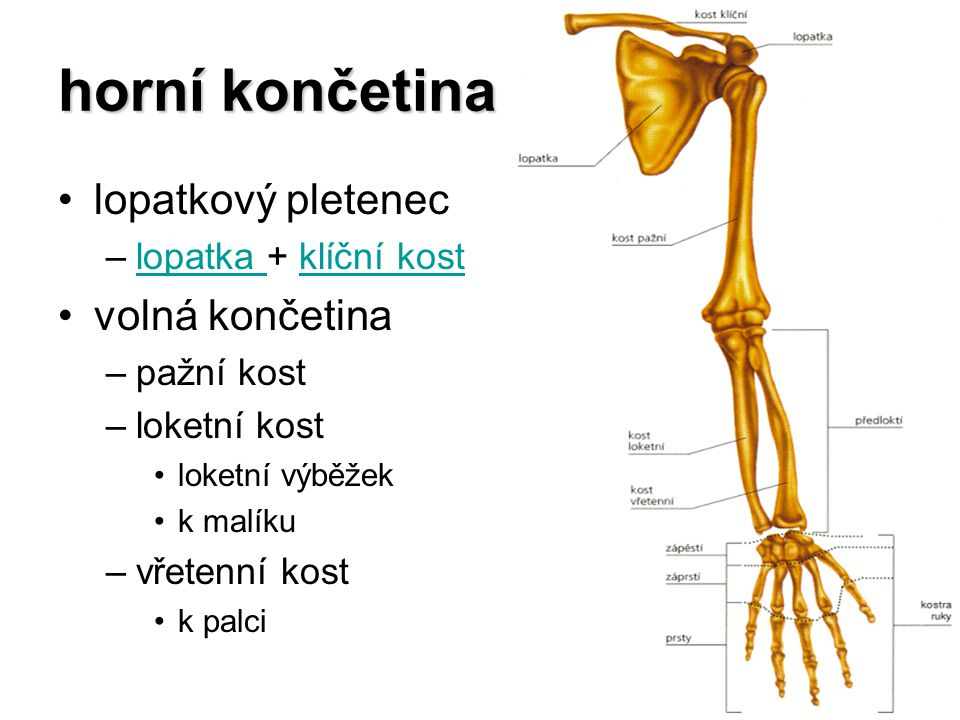 horní končetina
• lopatkový pletenec
– lopatka + klíční kost
• volná končetina
– pažní kost
– loketní kost
• loketní výběžek
• k malíku
– vřetenní kost
• k palci
kost klíční
lopatka
lopatka
kost pažní
předloktí
kost
loketní
kost
vřetenní
zápěstí
záprstí
kostra
ruky
prsty